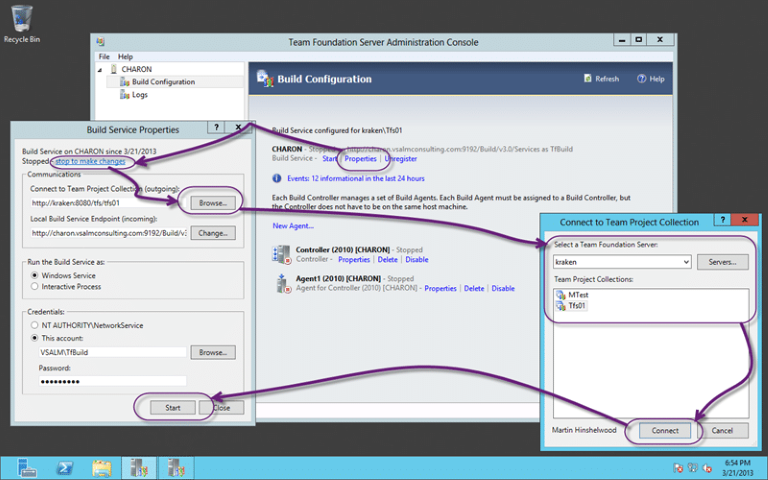 Recycle Bin
Team Foundation Server Administration Console
File Help
CHARON
Build Configuration
Logs
Build Configuration
Refresh
Help
Build Service configured for kraken\Tfs01
CHARON - Stopped on http://charon.vsalmconsulting.com:9192/Build/v3.0/Services as TfBuild
Build Service - Start Properties Unregister
Events: 12 informational in the last 24 hours
Each Build Controller manages a set of Build Agents. Each Build must be assigned to a Build Controller, but
the Controller does not have to be on the same host machine.
New Agent...
Controller (2010) [CHARON] - Stopped
Controller - Properties | Delete | Disable
Agent1 (2010) [CHARON] - Stopped
Agent for Controller (2010) [CHARON] - Properties | Delete | Disable
Build Service Properties
? X
Build Service on CHARON since 3/21/2013
Stopped - stop to make changes
Communications
Connect to Team Project Collection (outgoing):
http://kraken:8080/tfs/tfs01
Browse...
Local Build Service Endpoint (incoming):
http://charon.vsalmconsulting.com:9192/Build/v3
Change...
Run the Build Service as:
Windows Service
Interactive Process
Credentials:
NT AUTHORITY\NetworkService
This account:
VSALM\TfBuild
Browse...
Password:
Start
Close
Connect to Team Project Collection
? X
Select a Team Foundation Server:
kraken
Servers...
Team Project Collections:
MTest
Tfs01
Martin Hinshelwood
Connect
Cancel
6:54 PM
3/21/2013